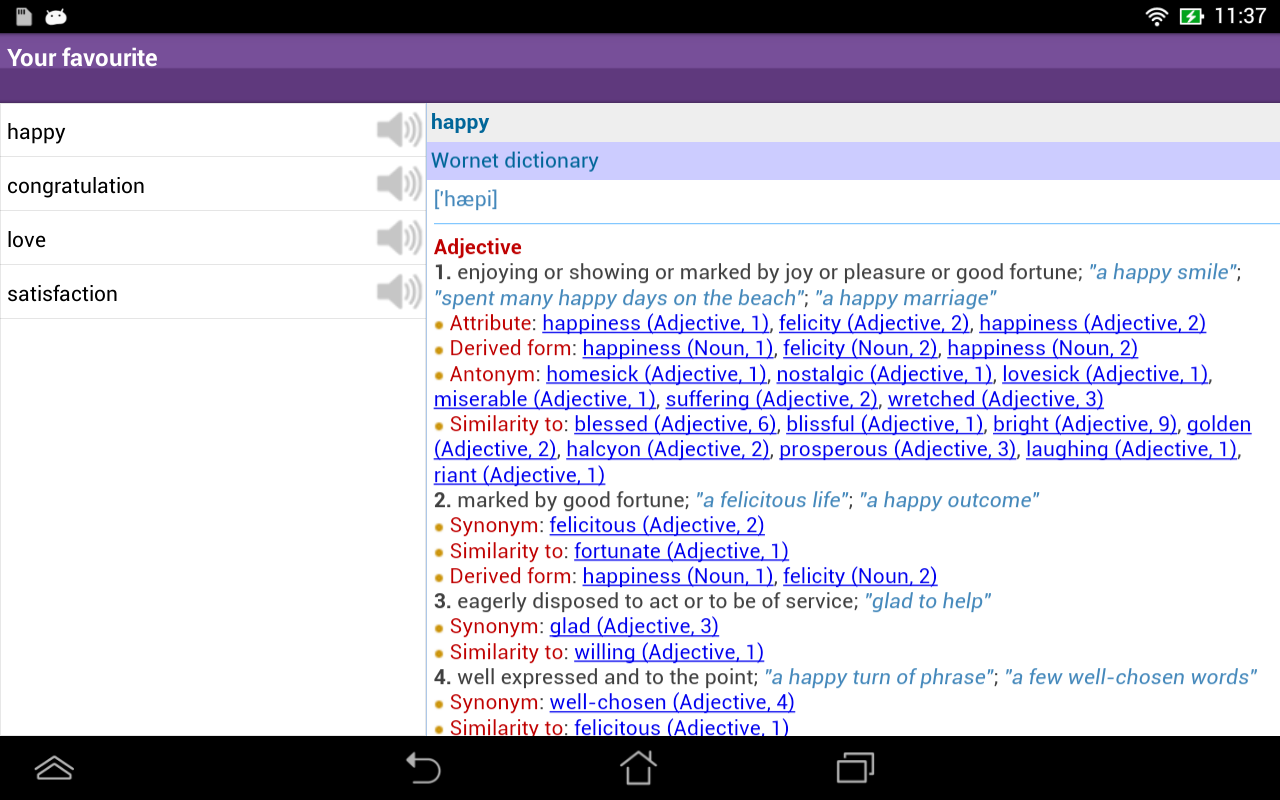 11:37
Your favourite
happy
congratulation
love
satisfaction
happy
Wornet dictionary
['hæpi]
Adjective
1. enjoying or showing or marked by joy or pleasure or good fortune; "a happy smile";
"spent many happy days on the beach"; "a happy marriage"
Attribute: happiness (Adjective, 1), felicity (Adjective, 2), happiness (Adjective, 2)
Derived form: happiness (Noun, 1), felicity (Noun, 2), happiness (Noun, 2)
Antonym: homesick (Adjective, 1), nostalgic (Adjective, 1), lovesick (Adjective, 1),
miserable (Adjective, 1), suffering (Adjective, 2), wretched (Adjective, 3)
Similarity to: blessed (Adjective, 6), blissful (Adjective, 1), bright (Adjective, 9), golden
(Adjective, 2), halcyon (Adjective, 2), prosperous (Adjective, 3), laughing (Adjective, 1),
riant (Adjective, 1)
2. marked by good fortune; "a felicitous life"; "a happy outcome"
Synonym: felicitous (Adjective, 2)
Similarity to: fortunate (Adjective, 1)
Derived form: happiness (Noun, 1), felicity (Noun, 2)
3. eagerly disposed to act or to be of service; "glad to help"
Synonym: glad (Adjective, 3)
Similarity to: willing (Adjective, 1)
4. well expressed and to the point; "a happy turn of phrase"; "a few well-chosen words"
Synonym: well-chosen (Adjective, 4)
Similarity to: felicitous (Adjective, 1)